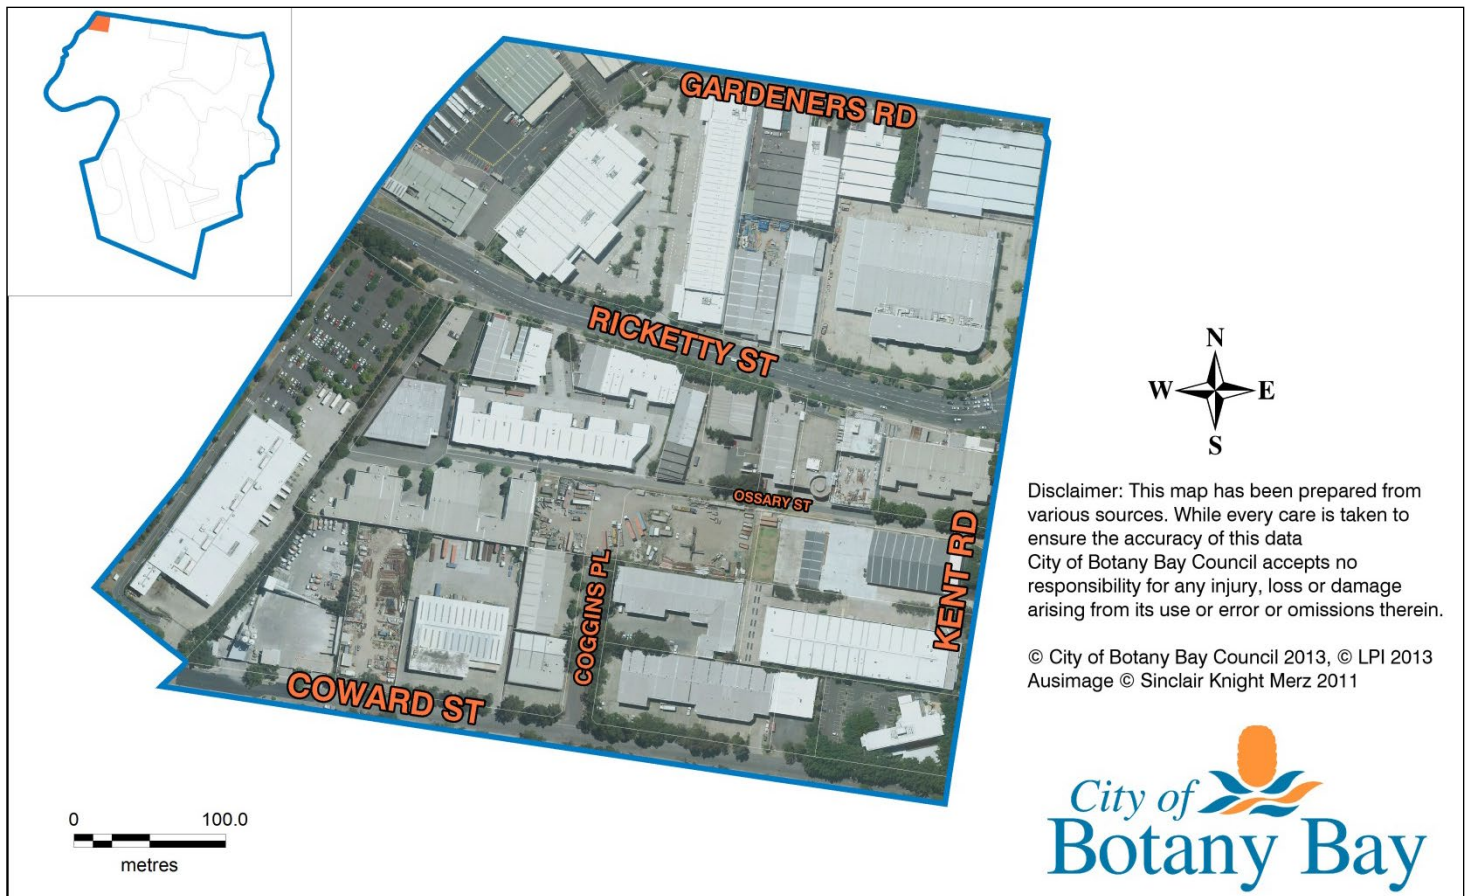 GARDENERS RD
RICKETTY ST
OSSARY ST
KENT RD
COGGINS PL
COWARD ST
N
W E
S
Disclaimer: This map has been prepared from
various sources. While every care is taken to
ensure the accuracy of this data
City of Botany Bay Council accepts no
responsibility for any injury, loss or damage
arising from its use or error or omissions therein.
© City of Botany Bay Council 2013, © LPI 2013
Ausimage © Sinclair Knight Merz 2011
0 100.0
metres
City of
Botany Bay